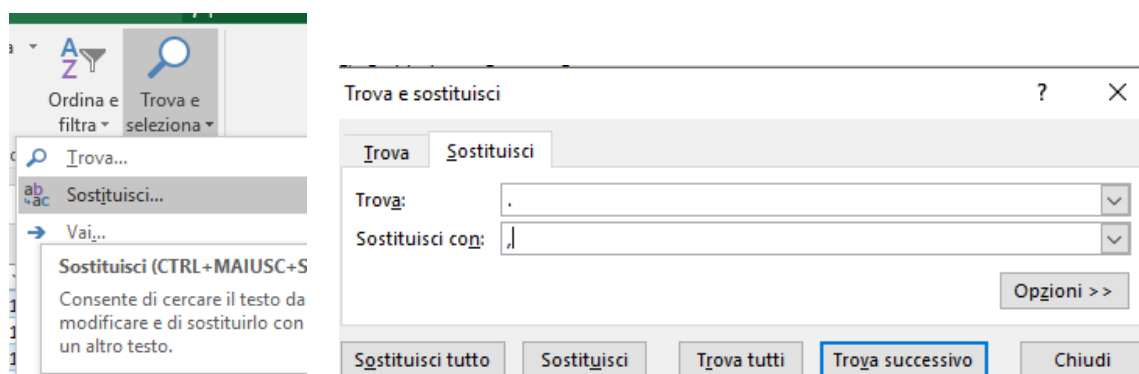 Ordina e
filtra
Trova e
seleziona
Trova...
Sostituisci...
Vai...
Sostituisci (CTRL+MAIUSC+S
Consente di cercare il testo da
modificare e di sostituirlo con
un altro testo.
Trova e sostituisci
?
Trova
Sostituisci
Trova:
.
Sostituisci con:
,
Opzioni >>
Sostituisci tutto
Sostituisci
Trova tutti
Trova successivo
Chiudi